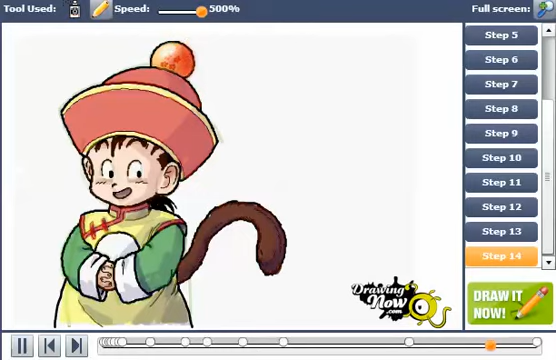 Tool Used:
Speed:
500%
Full screen:
Step 5
Step 6
Step 7
Step 8
Step 9
Step 10
Step 11
Step 12
Step 13
Step 14
Drawing
Now
.com
DRAW IT
NOW!